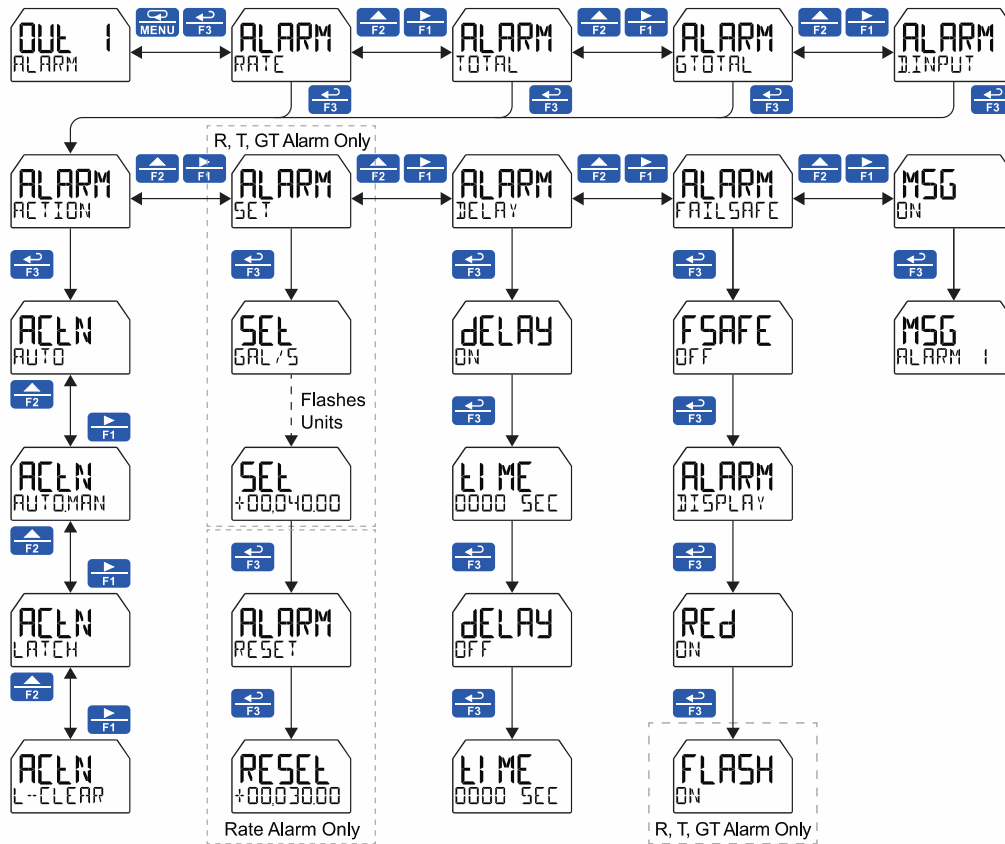 OUt 1
ALARM
MENU
F3
ALARM
RATE
F2
F1
ALARM
TOTAL
F2
F1
ALARM
GTOTAL
F2
F1
ALARM
D.INPUT
F3
F3
F3
F3
R, T, GT Alarm Only
ALARM
ACTION
F2
F1
ALARM
SET
F2
F1
ALARM
DELAY
F2
F1
ALARM
FAILSAFE
F2
F1
MSG
ON
F3
F3
F3
F3
F3
ACtN
AUTO
SEt
GAL/S
dELAY
ON
FSAFE
OFF
MSG
ALARM 1
F2
F1
Flashes
Units
F3
F3
ACtN
AUTO.MAN
SEt
+00,040.00
tIME
0000 SEC
ALARM
DISPLAY
F2
F1
F3
F3
F3
ACtN
LATCH
ALARM
RESET
dELAY
OFF
REd
ON
F2
F1
F3
F3
F3
ACtN
L-CLEAR
RESEt
+00,030.00
tIME
0000 SEC
FLASH
ON
Rate Alarm Only
R, T, GT Alarm Only